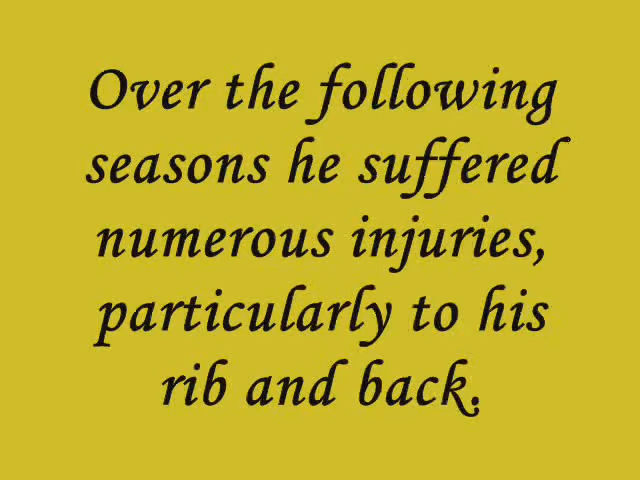 Over the following
seasons he suffered
numerous injuries,
particularly to his
rib and back.